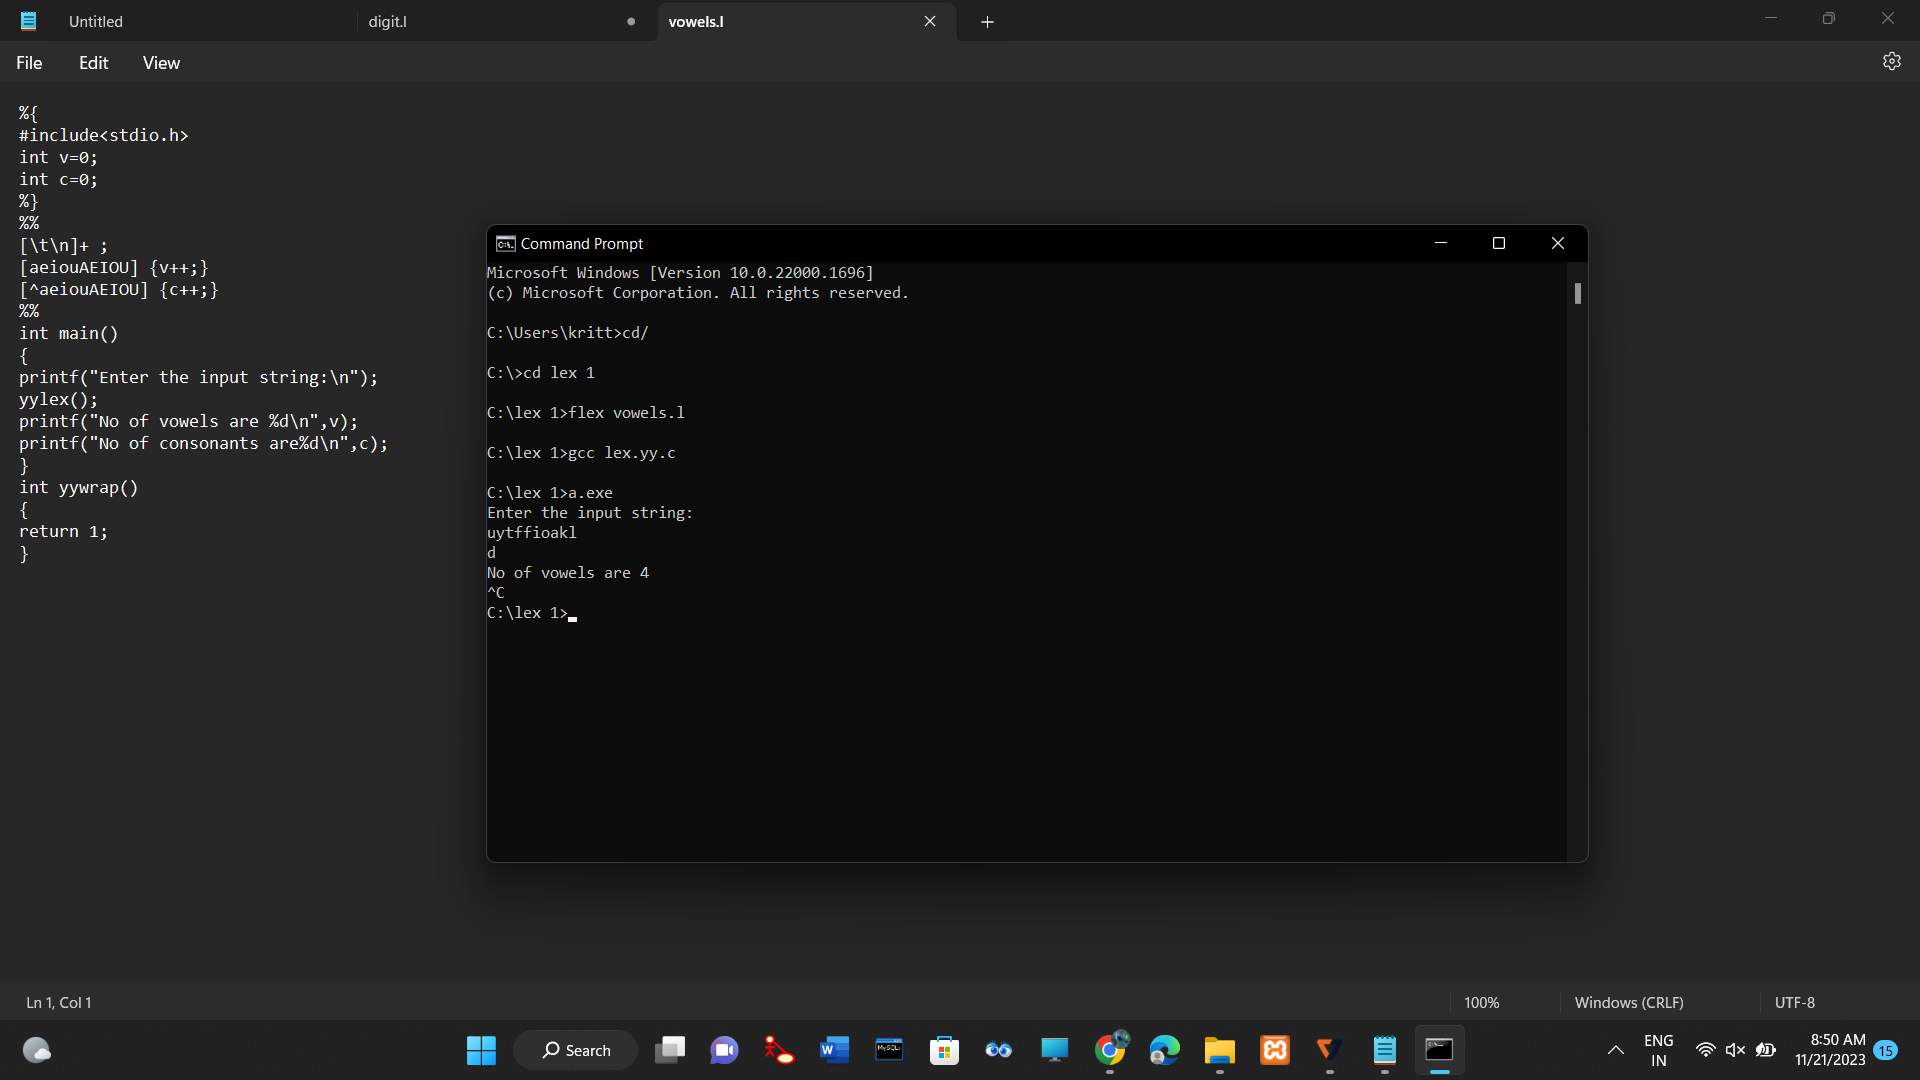 Untitled
digit.l
vowels.l
File Edit View
%{
#include<stdio.h>
int v=0;
int c=0;
%}
%%
[\t\n]+ ;
[aeiouAEIOU] {v++;}
[^aeiouAEIOU] {c++;}
%%
int main()
{
printf("Enter the input string:\n");
yylex();
printf("No of vowels are %d\n",v);
printf("No of consonants are%d\n",c);
}
int yywrap()
{
return 1;
}
Command Prompt
Microsoft Windows [Version 10.0.22000.1696]
(c) Microsoft Corporation. All rights reserved.
C:\Users\kritt>cd/
C:\>cd lex 1
C:\lex 1>flex vowels.l
C:\lex 1>gcc lex.yy.c
C:\lex 1>a.exe
Enter the input string:
uytffioakl
d
No of vowels are 4
^C
C:\lex 1>
Ln 1, Col 1
100%
Windows (CRLF)
UTF-8
Search
W
MySQL
ENG
IN
8:50 AM
11/21/2023
15